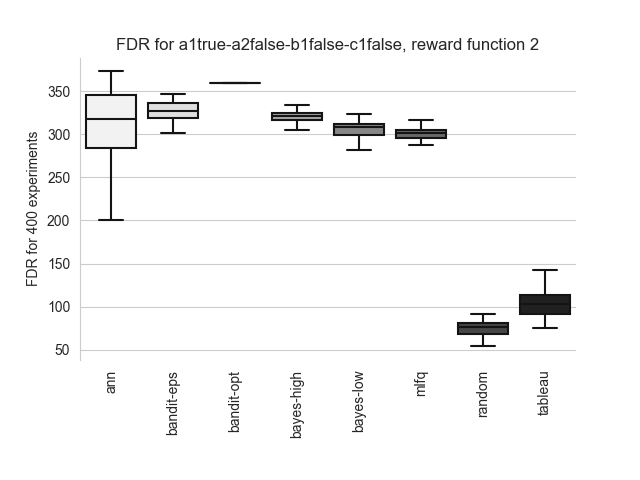 FDR for a1true-a2false-b1false-c1false, reward function 2
FDR for 400 experiments
350
300
250
200
150
100
50
ann
bandit-eps
bandit-opt
bayes-high
bayes-low
mlfq
random
tableau